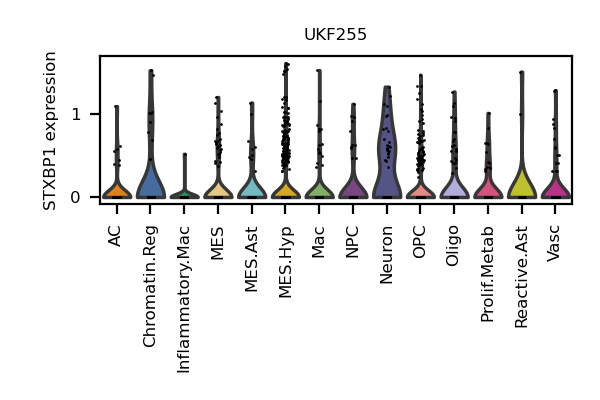 UKF255
STXBP1 expression
1
0
AC
Chromatin.Reg
Inflammatory.Mac
MES
MES.Ast
MES.Hyp
Mac
NPC
Neuron
OPC
Oligo
Prolif.Metab
Reactive.Ast
Vasc